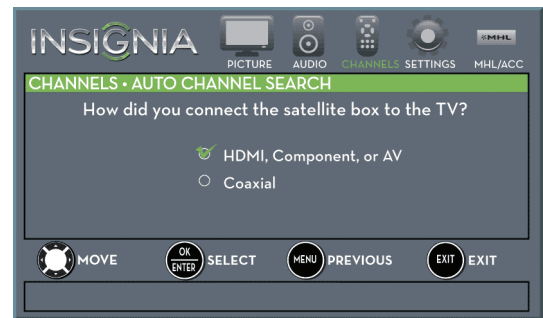 INSIGNIA
PICTURE AUDIO CHANNELS SETTINGS MHL MHL/ACC
CHANNELS • AUTO CHANNEL SEARCH
How did you connect the satellite box to the TV?
HDMI, Component, or AV
Coaxial
MOVE OK ENTER SELECT MENU PREVIOUS EXIT EXIT